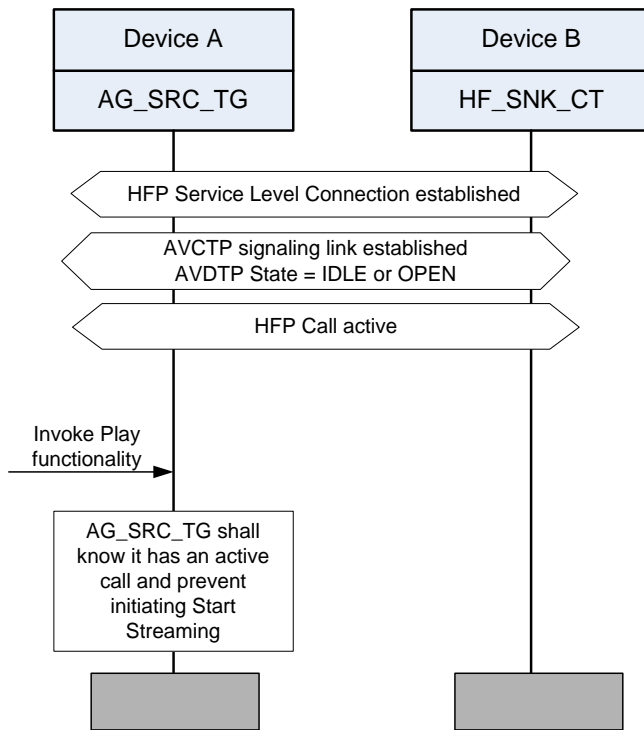 Device A
Device B
AG_SRC_TG
HF_SNK_CT
HFP Service Level Connection established
AVCTP signaling link established
AVDTP State = IDLE or OPEN
HFP Call active
Invoke Play
functionality
AG_SRC_TG shall
know it has an active
call and prevent
initiating Start
Streaming